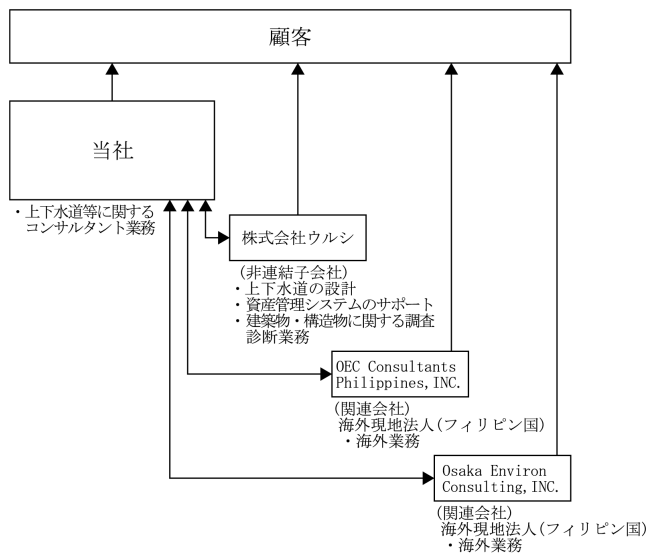 顧客
当社
・上下水道等に関する
コンサルタント業務
株式会社ウルシ
(非連結子会社)
・上下水道の設計
・資産管理システムのサポート
・建築物・構造物に関する調査
診断業務
OEC Consultants
Philippines,INC.
(関連会社)
海外現地法人(フィリピン国)
・海外業務
Osaka Environ
Consulting,INC.
(関連会社)
海外現地法人(フィリピン国)
・海外業務